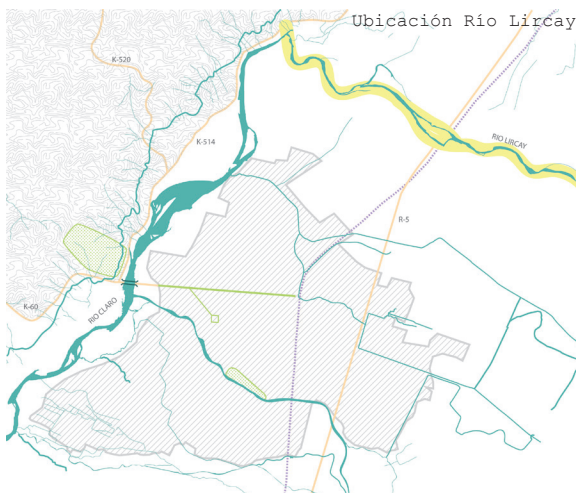 Ubicación Río Lircay
K-520
K-514
RIO LIRCAY
R-5
K-60
RIO CLARO